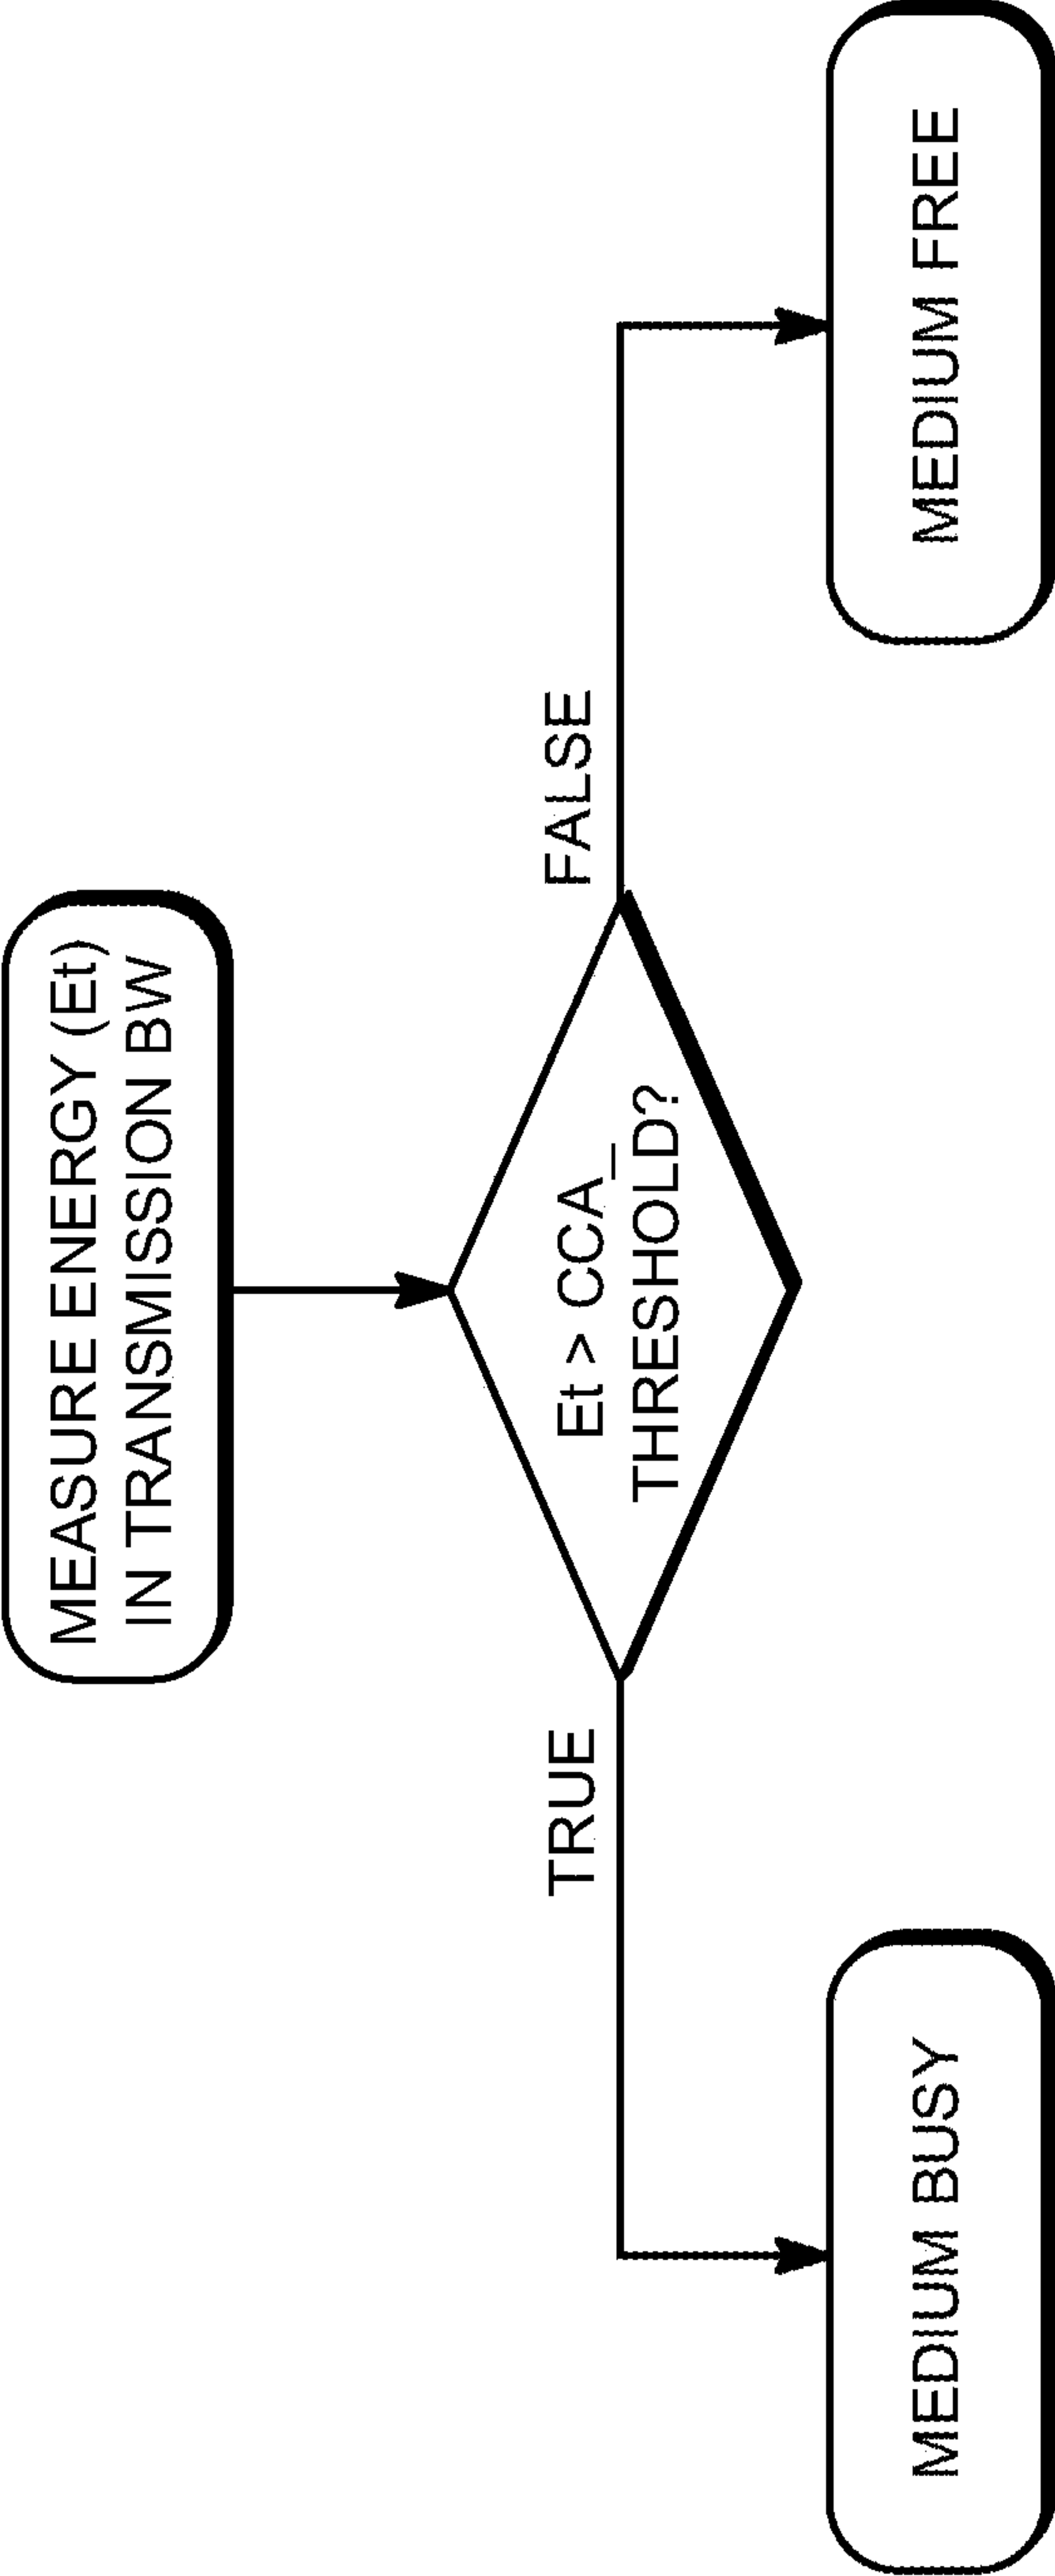 MEASURE ENERGY (Et)
IN TRANSMISSION BW
Et > CCA_
THRESHOLD?
TRUE
FALSE
MEDIUM BUSY
MEDIUM FREE